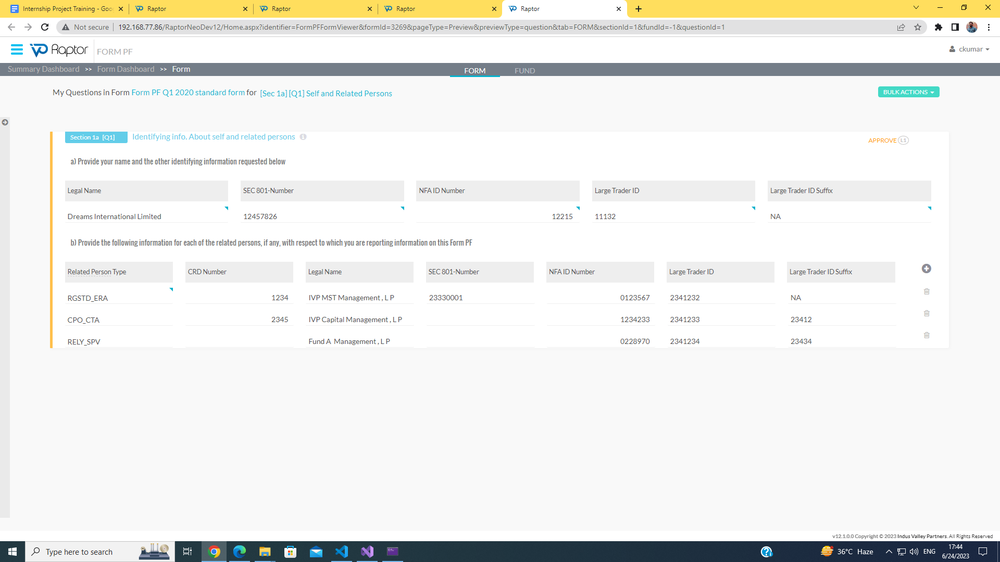 Internship Project Training - Goo
Raptor
Raptor
Raptor
Raptor
Not secure
192.168.77.86/RaptorNeoDev12/Home.aspx?identifier=FormPFFormViewer&formId=3269&pageType=Preview&previewType=question&tab=FORM&sectionId=1&fundId=-1&questionId=1
Raptor
FORM PF
ckumar
Summary Dashboard >> Form Dashboard >> Form
FORM
FUND
My Questions in Form Form PF Q1 2020 standard form for [Sec 1a] [Q1] Self and Related Persons
BULK ACTIONS
Section 1a [Q1]
Identifying info. About self and related persons
APPROVE L1
a) Provide your name and the other identifying information requested below
Legal Name
SEC 801-Number
NFA ID Number
Large Trader ID
Large Trader ID Suffix
Dreams International Limited
12457826
12215
11132
NA
b) Provide the following information for each of the related persons, if any, with respect to which you are reporting information on this Form PF
Related Person Type
CRD Number
Legal Name
SEC 801-Number
NFA ID Number
Large Trader ID
Large Trader ID Suffix
RGSTD_ERA
1234
IVP MST Management , L P
23330001
0123567
2341232
NA
CPO_CTA
2345
IVP Capital Management , L P
1234233
2341233
23412
RELY_SPV
Fund A Management , L P
0228970
2341234
23434
v12.1.0.0 Copyright © 2023 Indus Valley Partners. All Rights Reserved
Type here to search
36°C Haze
ENG
17:44
6/24/2023